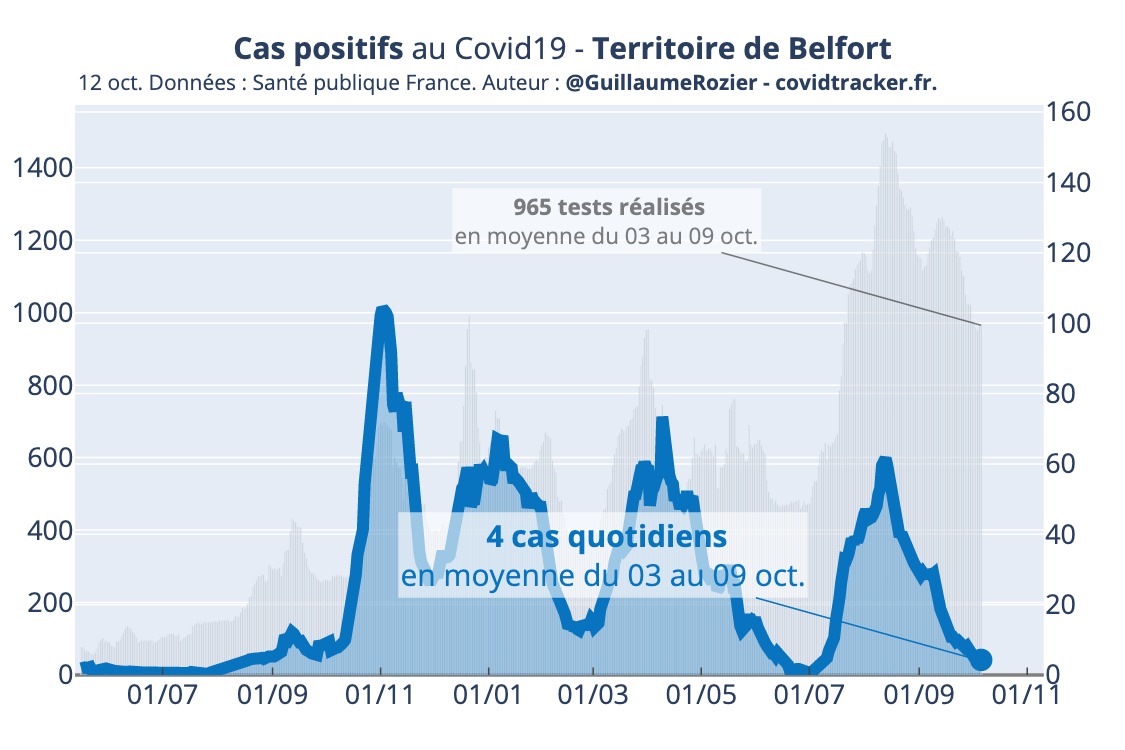 Cas positifs au Covid19 - Territoire de Belfort
12 oct. Données : Santé publique France. Auteur : @GuillaumeRozier - covidtracker.fr.
160
1400
140
965 tests réalisés
en moyenne du 03 au 09 oct.
1200
120
1000
100
800
80
600
60
4 cas quotidiens
en moyenne du 03 au 09 oct.
400
40
200
20
0
0
01/07 01/09 01/11 01/01 01/03 01/05 01/07 01/09 01/11